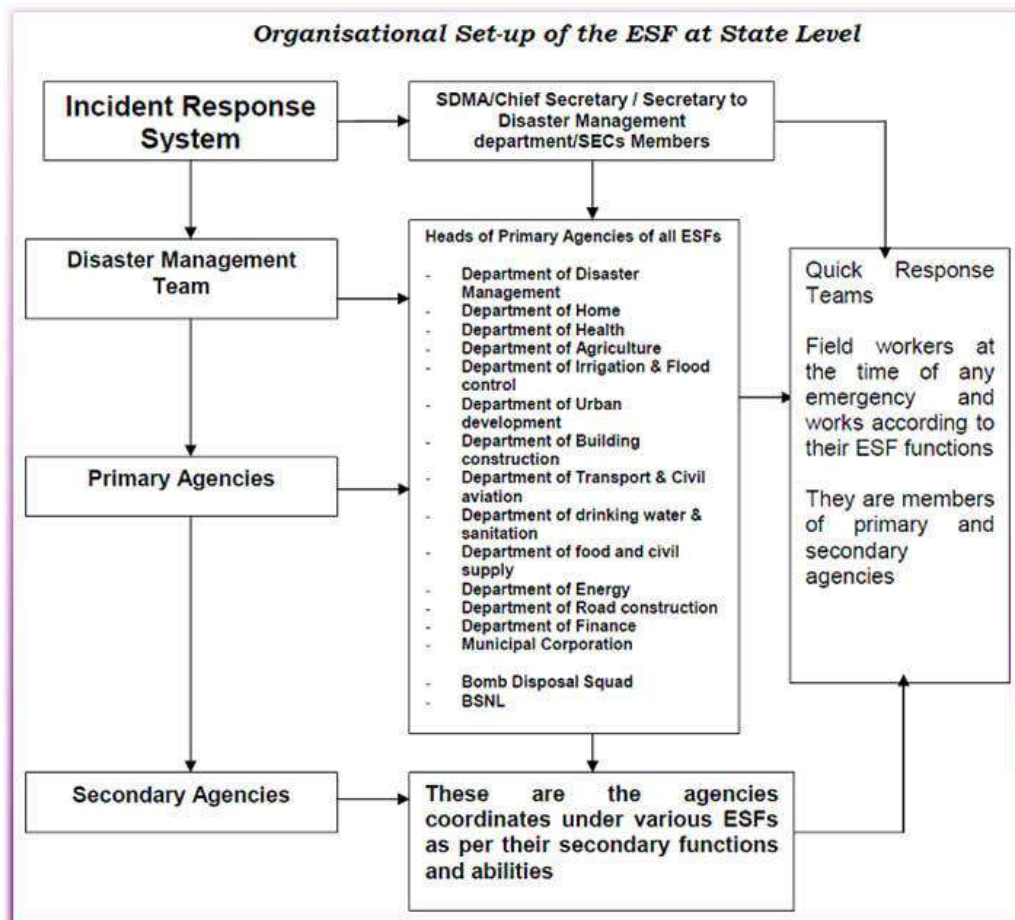 Organisational Set-up of the ESF at State Level
Incident Response
System
SDMA/Chief Secretary / Secretary to
Disaster Management
department/SECs Members
Disaster Management
Team
Heads of Primary Agencies of all ESFs
- Department of Disaster
Management
- Department of Home
- Department of Health
- Department of Agriculture
- Department of Irrigation & Flood
control
- Department of Urban
development
- Department of Building
construction
- Department of Transport & Civil
aviation
- Department of drinking water &
sanitation
- Department of food and civil
supply
- Department of Energy
- Department of Road construction
- Department of Finance
- Municipal Corporation
- Bomb Disposal Squad
- BSNL
Quick Response
Teams
Field workers at
the time of any
emergency and
works according to
their ESF functions
They are members
of primary and
secondary
agencies
Primary Agencies
Secondary Agencies
These are the agencies
coordinates under various ESFs
as per their secondary functions
and abilities